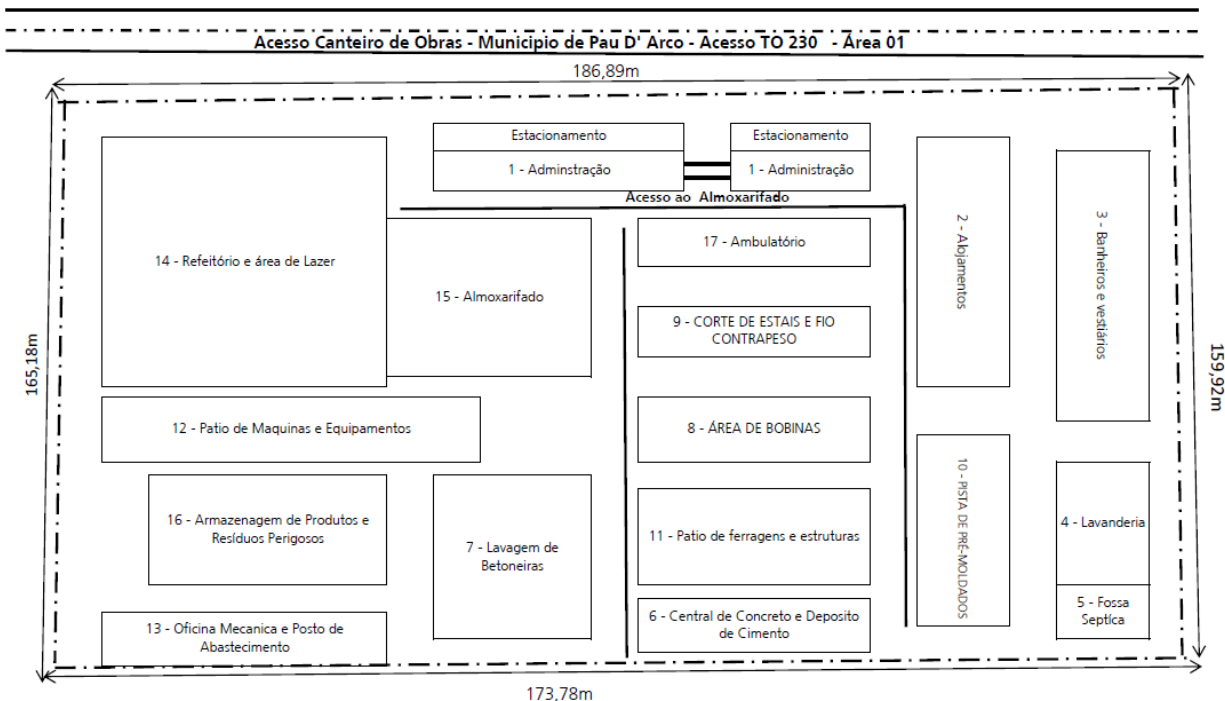 Acesso Canteiro de Obras - Municipio de Pau D' Arco - Acesso TO 230 - Área 01
186,89m
Estacionamento
1 - Adminstração
Estacionamento
1 - Administração
Acesso ao Almoxarifado
14 - Refeitório e área de Lazer
15 - Almoxarifado
17 - Ambulatório
2 - Alojamentos
3 - Banheiros e vestiários
9 - CORTE DE ESTAIS E FIO
CONTRAPESO
165,18m
159,92m
12 - Patio de Maquinas e Equipamentos
8 - ÁREA DE BOBINAS
16 - Armazenagem de Produtos e
Resíduos Perigosos
7 - Lavagem de
Betoneiras
11 - Patio de ferragens e estruturas
10 - PISTA DE PRÉ-MOLDADOS
4 - Lavanderia
13 - Oficina Mecanica e Posto de
Abastecimento
6 - Central de Concreto e Deposito
de Cimento
5 - Fossa
Septíca
173,78m